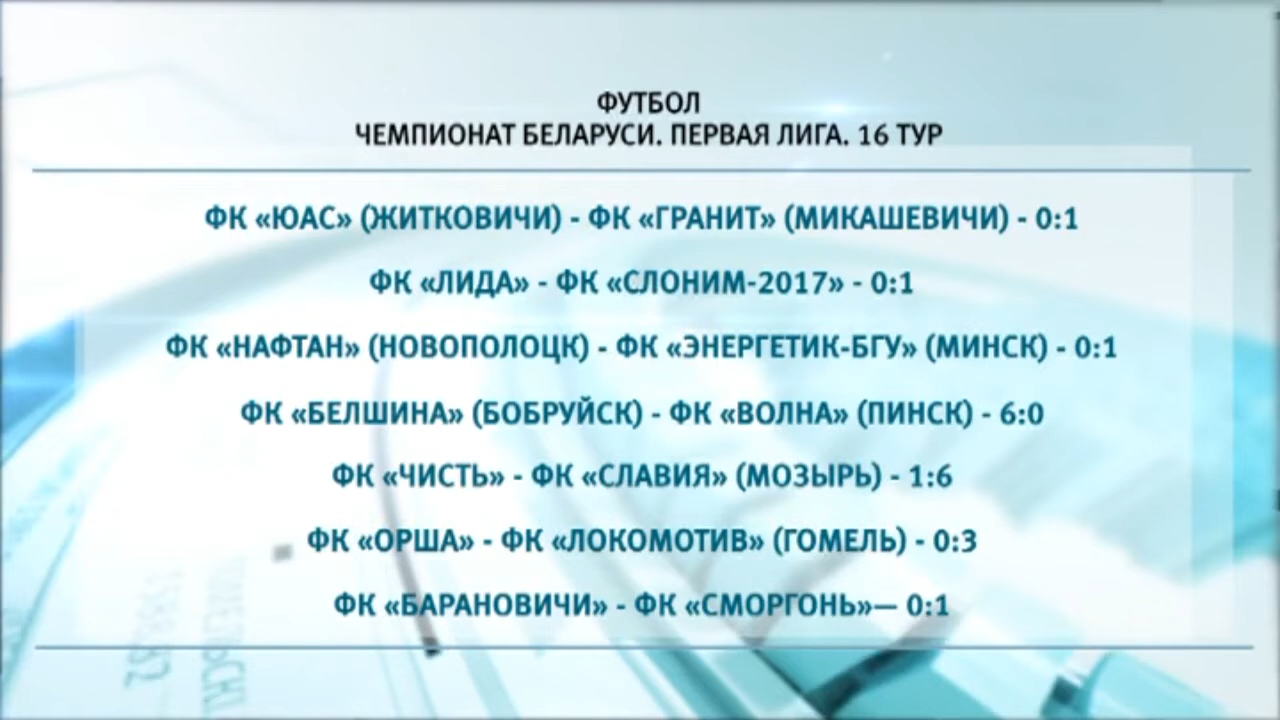 ФУТБОЛ
ЧЕМПИОНАТ БЕЛАРУСИ. ПЕРВАЯ ЛИГА. 16 ТУР
ФК «ЮАС» (ЖИТКОВИЧИ) - ФК «ГРАНИТ» (МИКАШЕВИЧИ) - 0:1
ФК «ЛИДА» - ФК «СЛОНИМ-2017» - 0:1
ФК «НАФТАН» (НОВОПОЛОЦК) - ФК «ЭНЕРГЕТИК-БГУ» (МИНСК) - 0:1
ФК «БЕЛШИНА» (БОБРУЙСК) - ФК «ВОЛНА» (ПИНСК) - 6:0
ФК «ЧИСТЬ» - ФК «СЛАВИЯ» (МОЗЫРЬ) - 1:6
ФК «ОРША» - ФК «ЛОКОМОТИВ» (ГОМЕЛЬ) - 0:3
ФК «БАРАНОВИЧИ» - ФК «СМОРГОНЬ»— 0:1